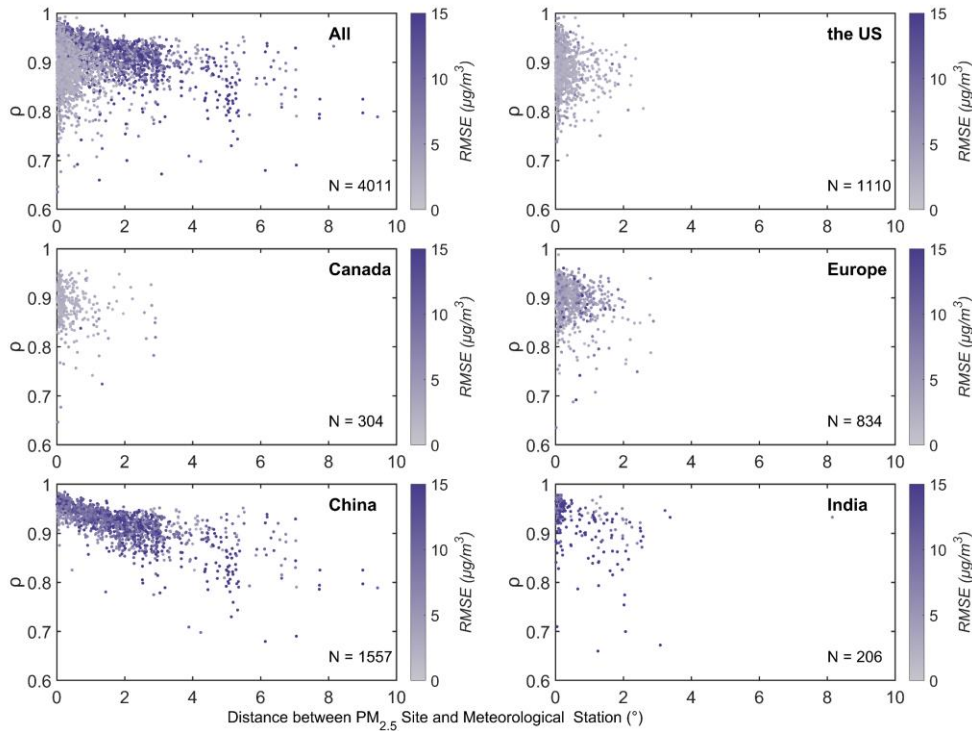 All
ρ
1
0.9
0.8
0.7
0.6
0 2 4 6 8 10
N = 4011
15
10
5
0
RMSE (μg/m³)
the US
ρ
1
0.9
0.8
0.7
0.6
0 2 4 6 8 10
N = 1110
15
10
5
0
RMSE (μg/m³)
Canada
ρ
1
0.9
0.8
0.7
0.6
0 2 4 6 8 10
N = 304
15
10
5
0
RMSE (μg/m³)
Europe
ρ
1
0.9
0.8
0.7
0.6
0 2 4 6 8 10
N = 834
15
10
5
0
RMSE (μg/m³)
China
ρ
1
0.9
0.8
0.7
0.6
0 2 4 6 8 10
N = 1557
15
10
5
0
RMSE (μg/m³)
India
ρ
1
0.9
0.8
0.7
0.6
0 2 4 6 8 10
N = 206
15
10
5
0
RMSE (μg/m³)
Distance between PM2.5 Site and Meteorological Station (°)